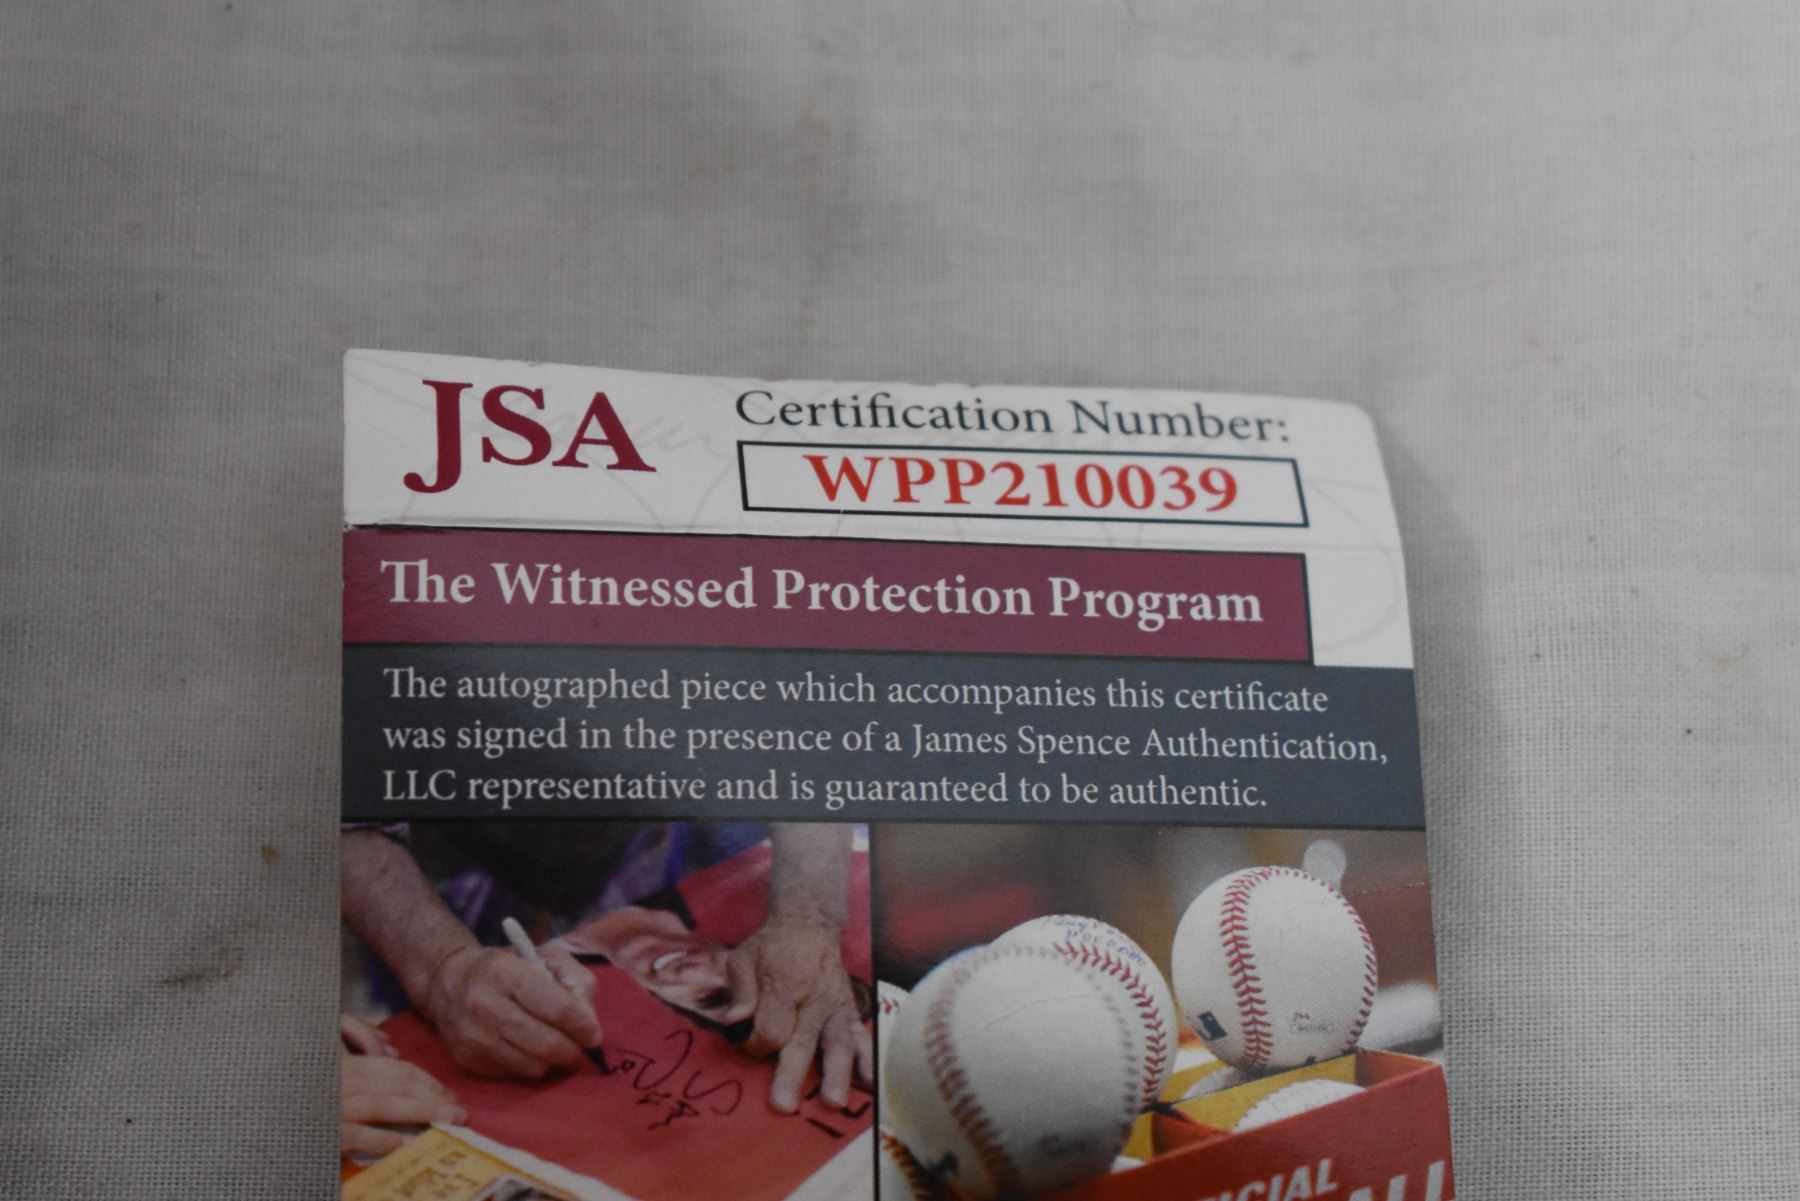 JSA
Certification Number:
WPP210039
The Witnessed Protection Program
The autographed piece which accompanies this certificate
was signed in the presence of a James Spence Authentication,
LLC representative and is guaranteed to be authentic.